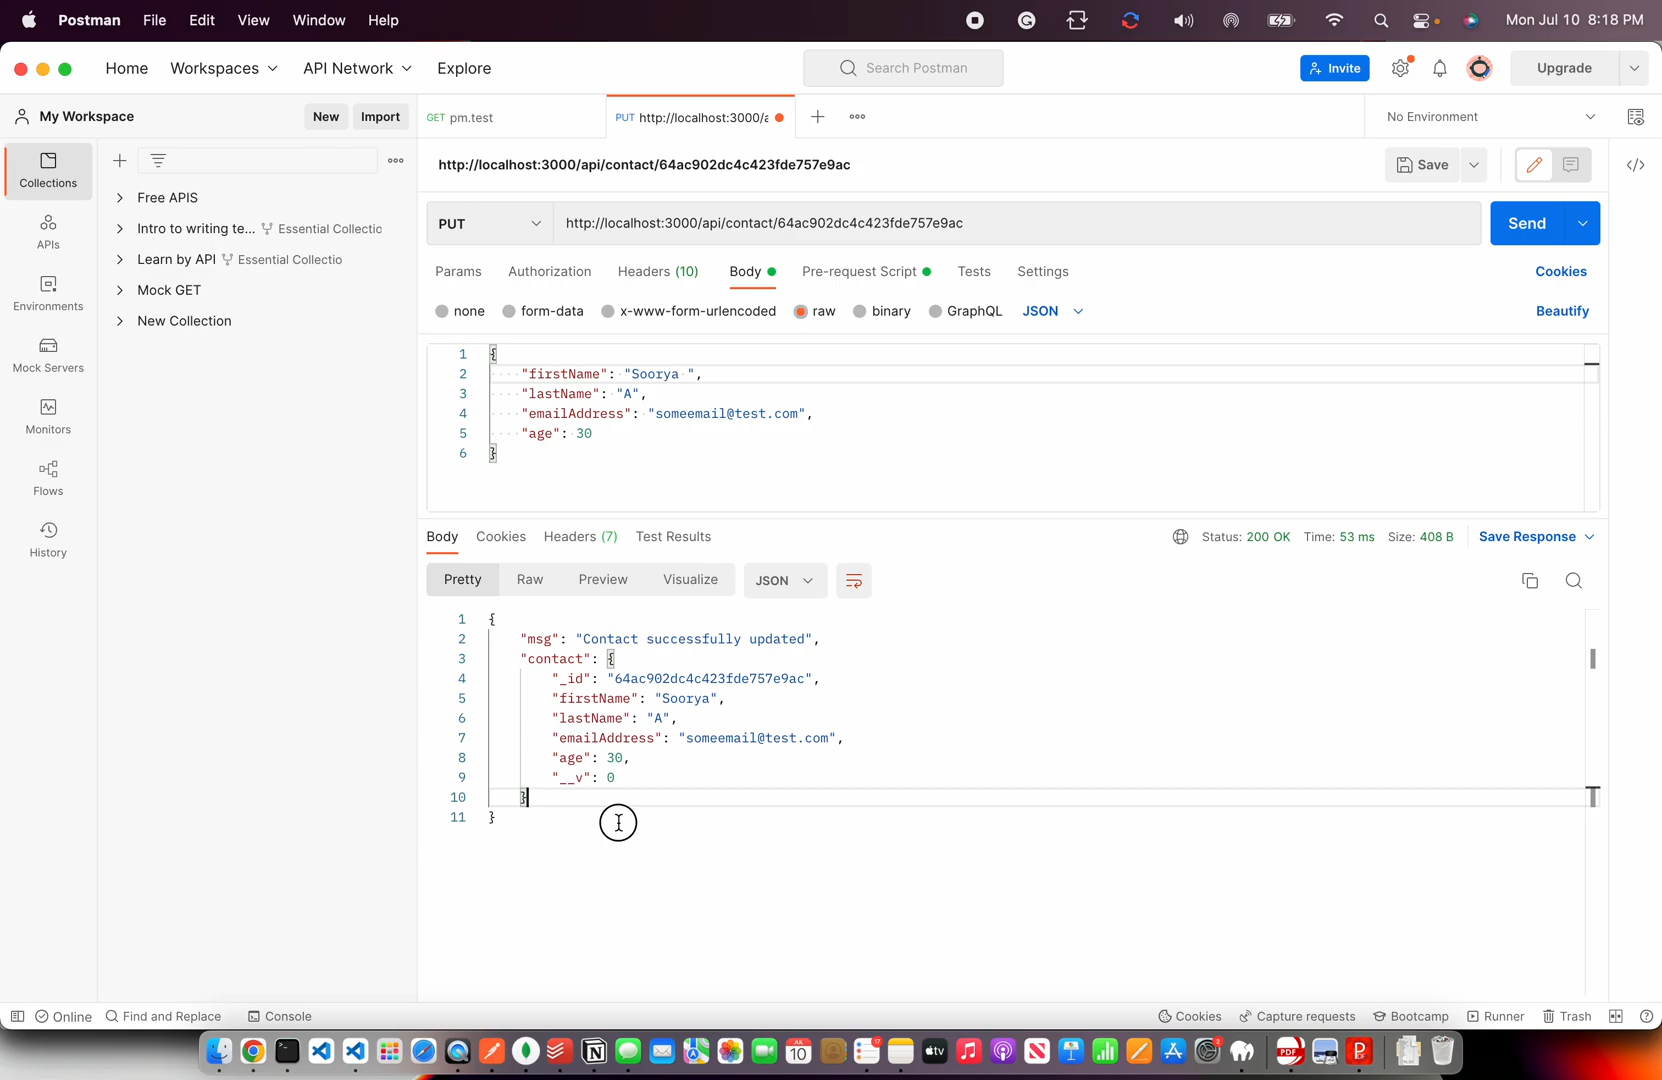 Postman File Edit View Window Help Mon Jul 10 8:18 PM
Home Workspaces API Network Explore Search Postman Invite Upgrade
My Workspace New Import GET pm.test PUT http://localhost:3000/a No Environment
Collections
APIs
Environments
Mock Servers
Monitors
Flows
History
Free APIS
Intro to writing te... Essential Collectio
Learn by API Essential Collectio
Mock GET
New Collection
http://localhost:3000/api/contact/64ac902dc4c423fde757e9ac Save
PUT http://localhost:3000/api/contact/64ac902dc4c423fde757e9ac Send
Params Authorization Headers (10) Body Pre-request Script Tests Settings Cookies
none form-data x-www-form-urlencoded raw binary GraphQL JSON Beautify
1 {
2 "firstName": "Soorya ",
3 "lastName": "A",
4 "emailAddress": "someemail@test.com",
5 "age": 30
6 }
Body Cookies Headers (7) Test Results Status: 200 OK Time: 53 ms Size: 408 B Save Response
Pretty Raw Preview Visualize JSON
1 {
2 "msg": "Contact successfully updated",
3 "contact": {
4 "_id": "64ac902dc4c423fde757e9ac",
5 "firstName": "Soorya",
6 "lastName": "A",
7 "emailAddress": "someemail@test.com",
8 "age": 30,
9 "__v": 0
10 }
11 }
Online Find and Replace Console Cookies Capture requests Bootcamp Runner Trash